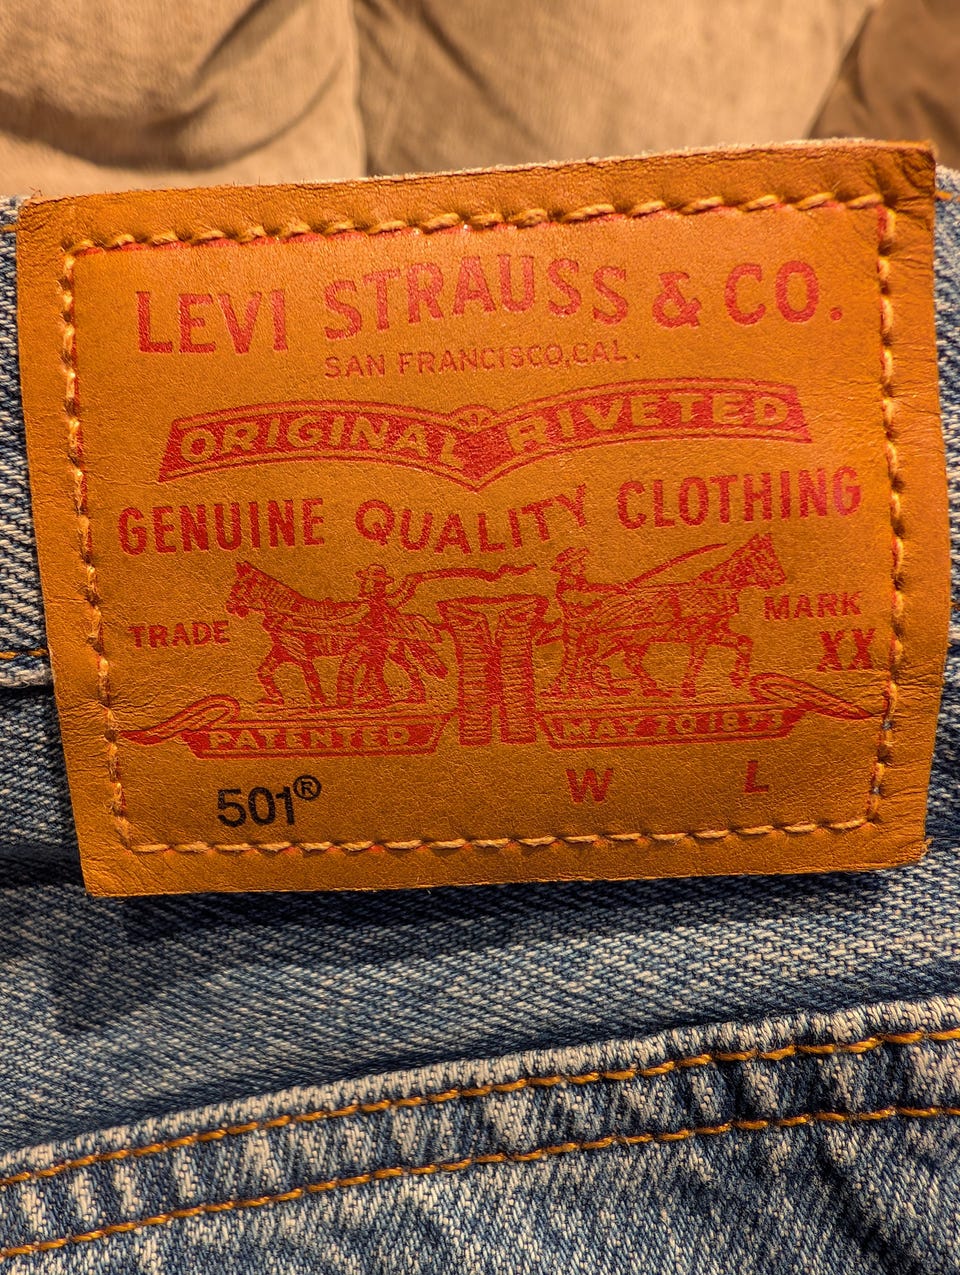 LEVI STRAUSS & CO.
SAN FRANCISCO,CAL.
ORIGINAL RIVETED
GENUINE QUALITY CLOTHING
TRADE MARK
XX
PATENTED MAY 20 1873
501® W L